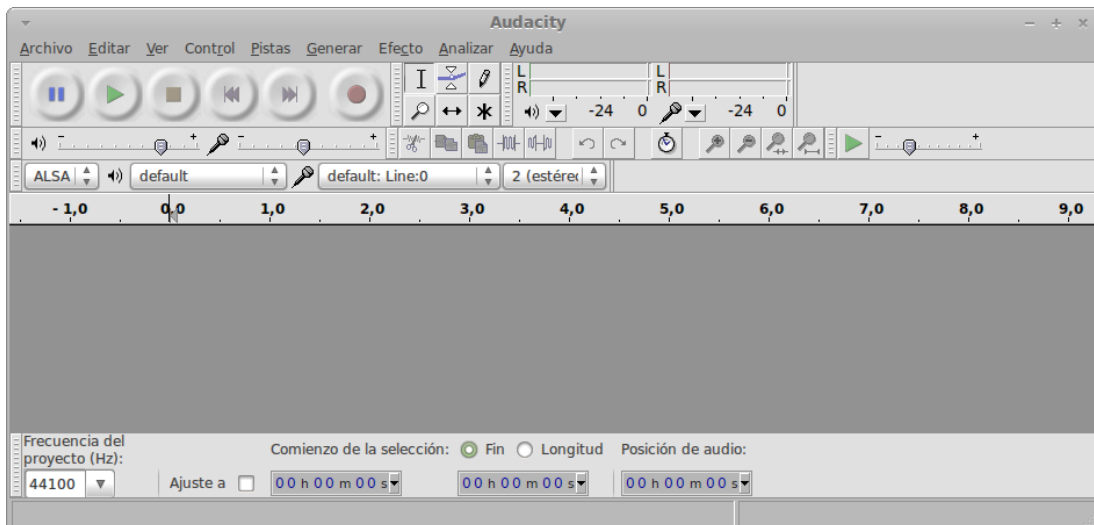 Audacity
Archivo Editar Ver Control Pistas Generar Efecto Analizar Ayuda
L L
R R
-24 0 -24 0
- + - + - +
ALSA default default: Line:0 2 (estérec
- 1,0 0,0 1,0 2,0 3,0 4,0 5,0 6,0 7,0 8,0 9,0
Frecuencia del
proyecto (Hz):
Comienzo de la selección: Fin Longitud Posición de audio:
44100 Ajuste a 00 h 00 m 00 s 00 h 00 m 00 s 00 h 00 m 00 s